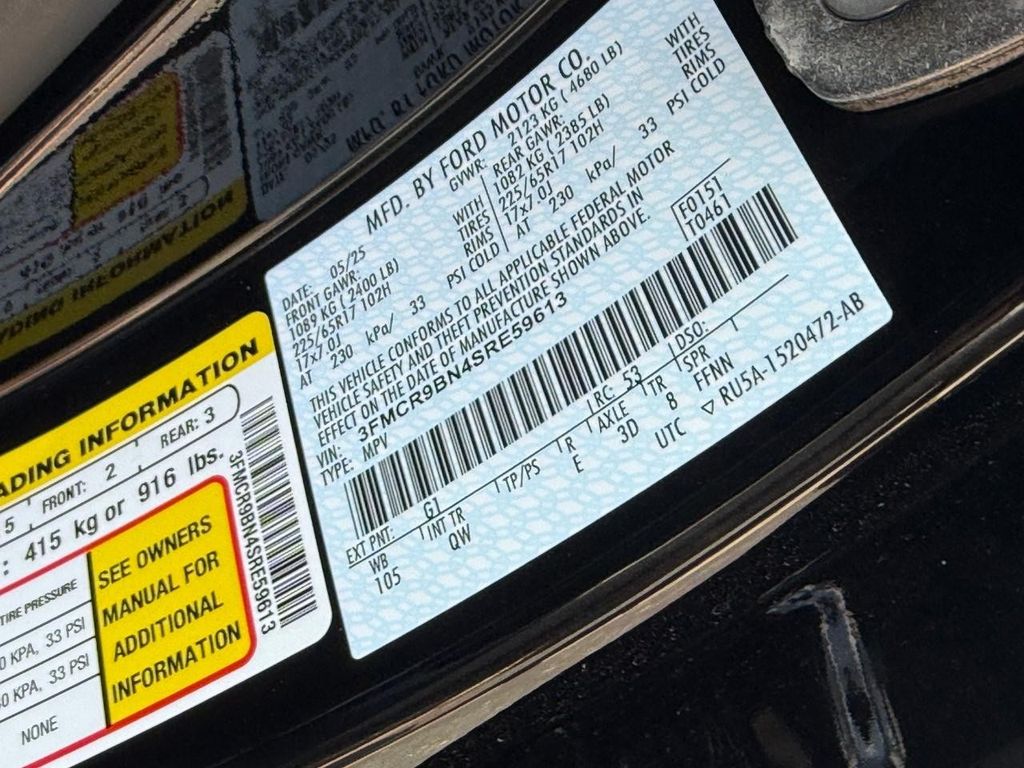 MFD. BY FORD MOTOR CO.
DATE: 05/25 GVWR: 2123 KG ( 4680 LB)
FRONT GAWR: REAR GAWR:
1089 KG ( 2400 LB) WITH 1082 KG ( 2385 LB) WITH
225/65R17 102H TIRES 225/65R17 102H TIRES
17x7.0J RIMS 17x7.0J RIMS
AT 230 kPa/ 33 PSI COLD AT 230 kPa/ 33 PSI COLD
THIS VEHICLE CONFORMS TO ALL APPLICABLE FEDERAL MOTOR
VEHICLE SAFETY AND THEFT PREVENTION STANDARDS IN
EFFECT ON THE DATE OF MANUFACTURE SHOWN ABOVE.
VIN: 3FMCR9BN4SRE59613 F0151
TYPE: MPV T0461
EXT PNT: G1 RC: 53 DSO:
WB INT TR TP/PS R AXLE TR SPR
105 QW E 3D 8 FFNN
UTC ▽ RU5A-1520472-AB
ADING INFORMATION
5 FRONT: 2 REAR: 3
: 415 kg or 916 lbs.
TIRE PRESSURE
0 KPA, 33 PSI
30 KPA, 33 PSI
NONE
SEE OWNERS
MANUAL FOR
ADDITIONAL
INFORMATION
3FMCR9BN4SRE59613